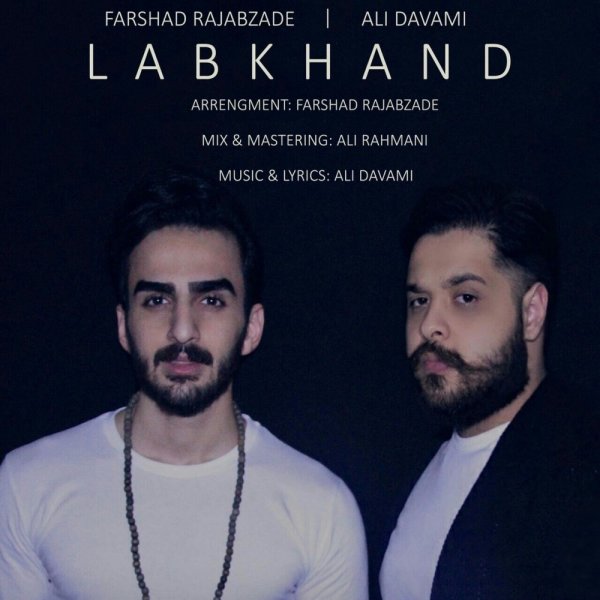 FARSHAD RAJABZADE | ALI DAVAMI
LABKHAND
ARRENGMENT: FARSHAD RAJABZADE
MIX & MASTERING: ALI RAHMANI
MUSIC & LYRICS: ALI DAVAMI